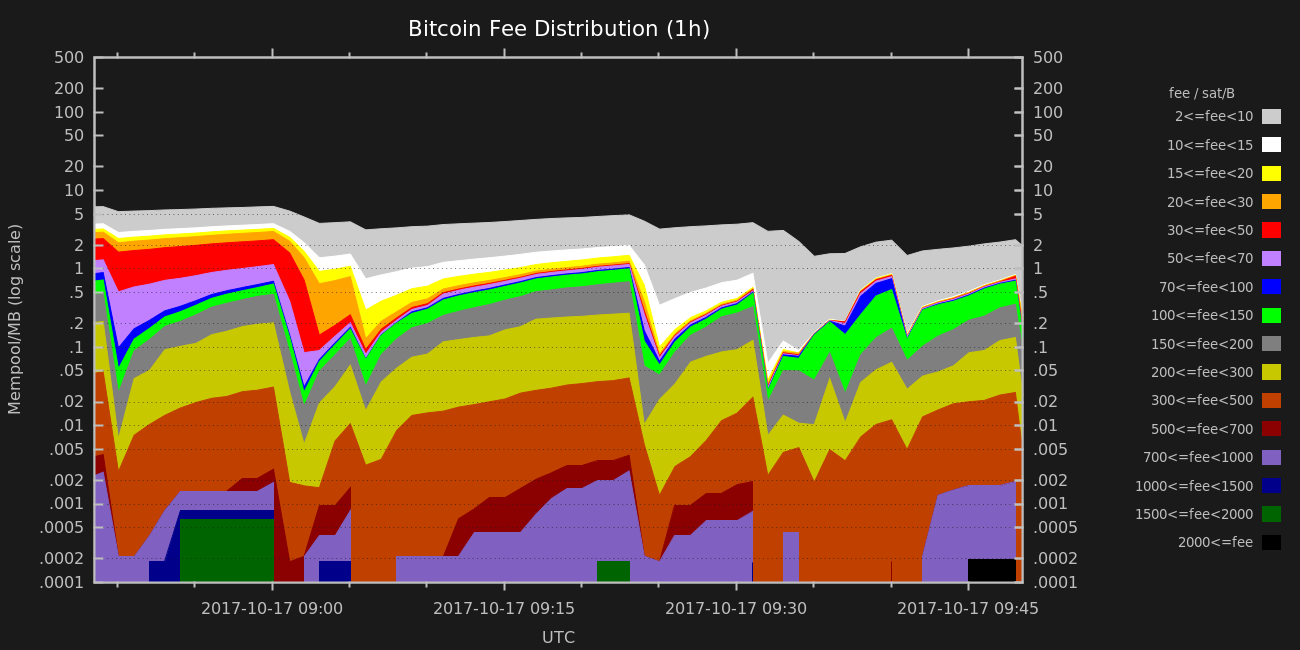 Bitcoin Fee Distribution (1h)
Mempool/MB (log scale)
500
200
100
50
20
10
5
2
1
.5
.2
.1
.05
.02
.01
.005
.002
.001
.0005
.0002
.0001
500
200
100
50
20
10
5
2
1
.5
.2
.1
.05
.02
.01
.005
.002
.001
.0005
.0002
.0001
fee / sat/B
2<=fee<10
10<=fee<15
15<=fee<20
20<=fee<30
30<=fee<50
50<=fee<70
70<=fee<100
100<=fee<150
150<=fee<200
200<=fee<300
300<=fee<500
500<=fee<700
700<=fee<1000
1000<=fee<1500
1500<=fee<2000
2000<=fee
2017-10-17 09:00
2017-10-17 09:15
2017-10-17 09:30
2017-10-17 09:45
UTC